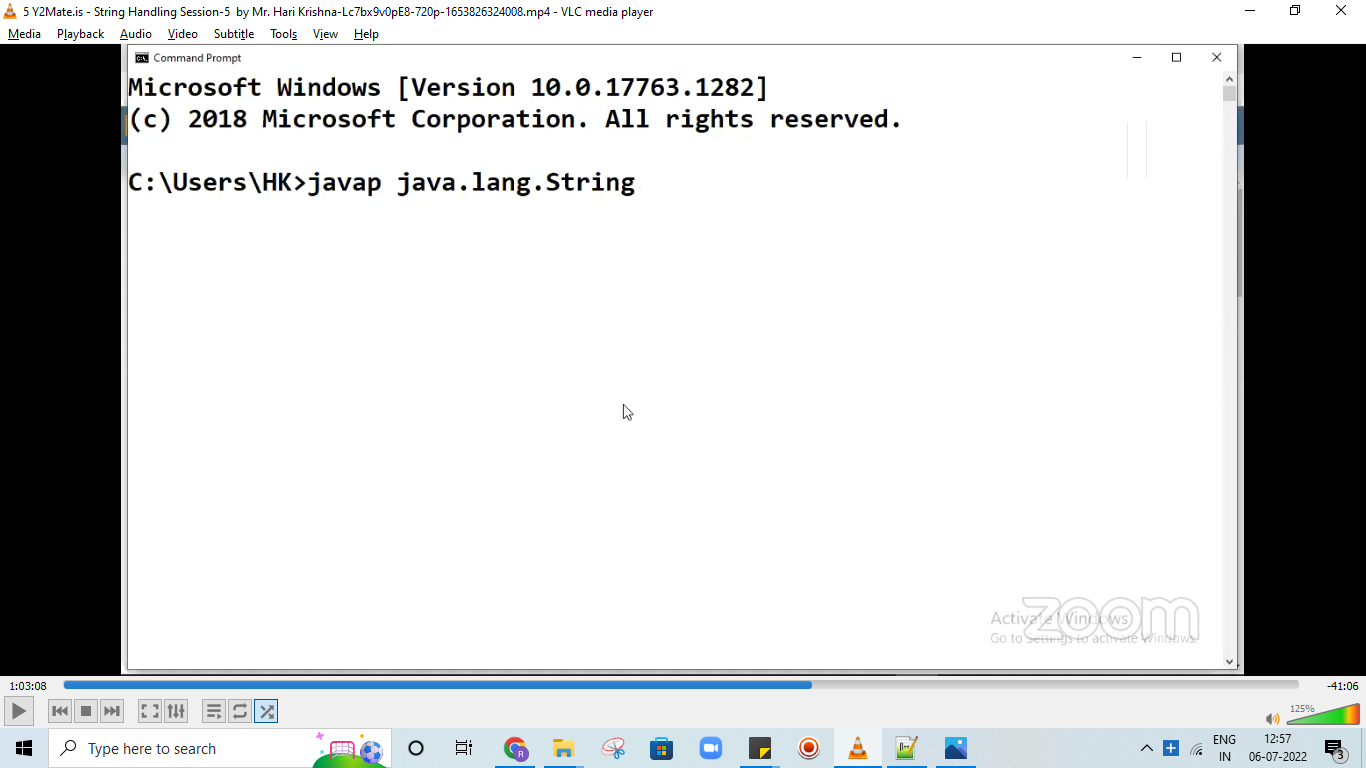 5 Y2Mate.is - String Handling Session-5 by Mr. Hari Krishna-Lc7bx9v0pE8-720p-1653826324008.mp4 - VLC media player
Media Playback Audio Video Subtitle Tools View Help
Command Prompt
Microsoft Windows [Version 10.0.17763.1282]
(c) 2018 Microsoft Corporation. All rights reserved.
C:\Users\HK>javap java.lang.String
zoom
Activate Windows
Go to Settings to activate Windows.
1:03:08
-41:06
125%
Type here to search
R
ENG
IN
12:57
06-07-2022
3